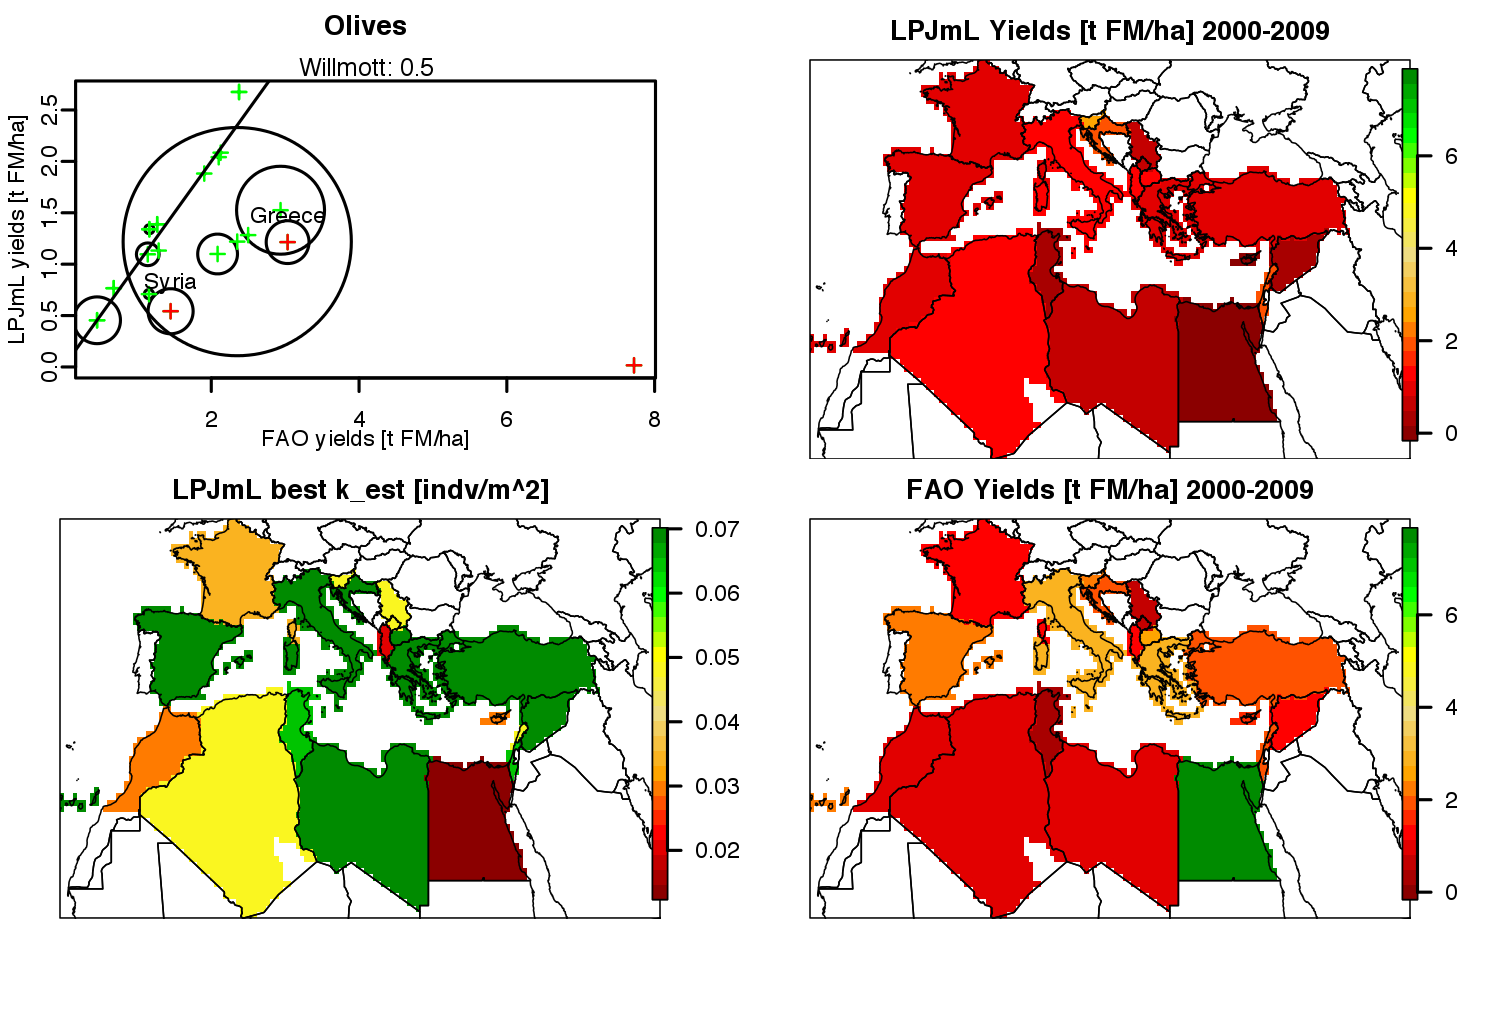 Olives
Willmott: 0.5
LPJmL yields [t FM/ha]
2.5
2.0
1.5
1.0
0.5
0.0
Greece
Syria
2 4 6 8
FAO yields [t FM/ha]
LPJmL Yields [t FM/ha] 2000-2009
6
4
2
0
LPJmL best k_est [indv/m^2]
0.07
0.06
0.05
0.04
0.03
0.02
FAO Yields [t FM/ha] 2000-2009
6
4
2
0